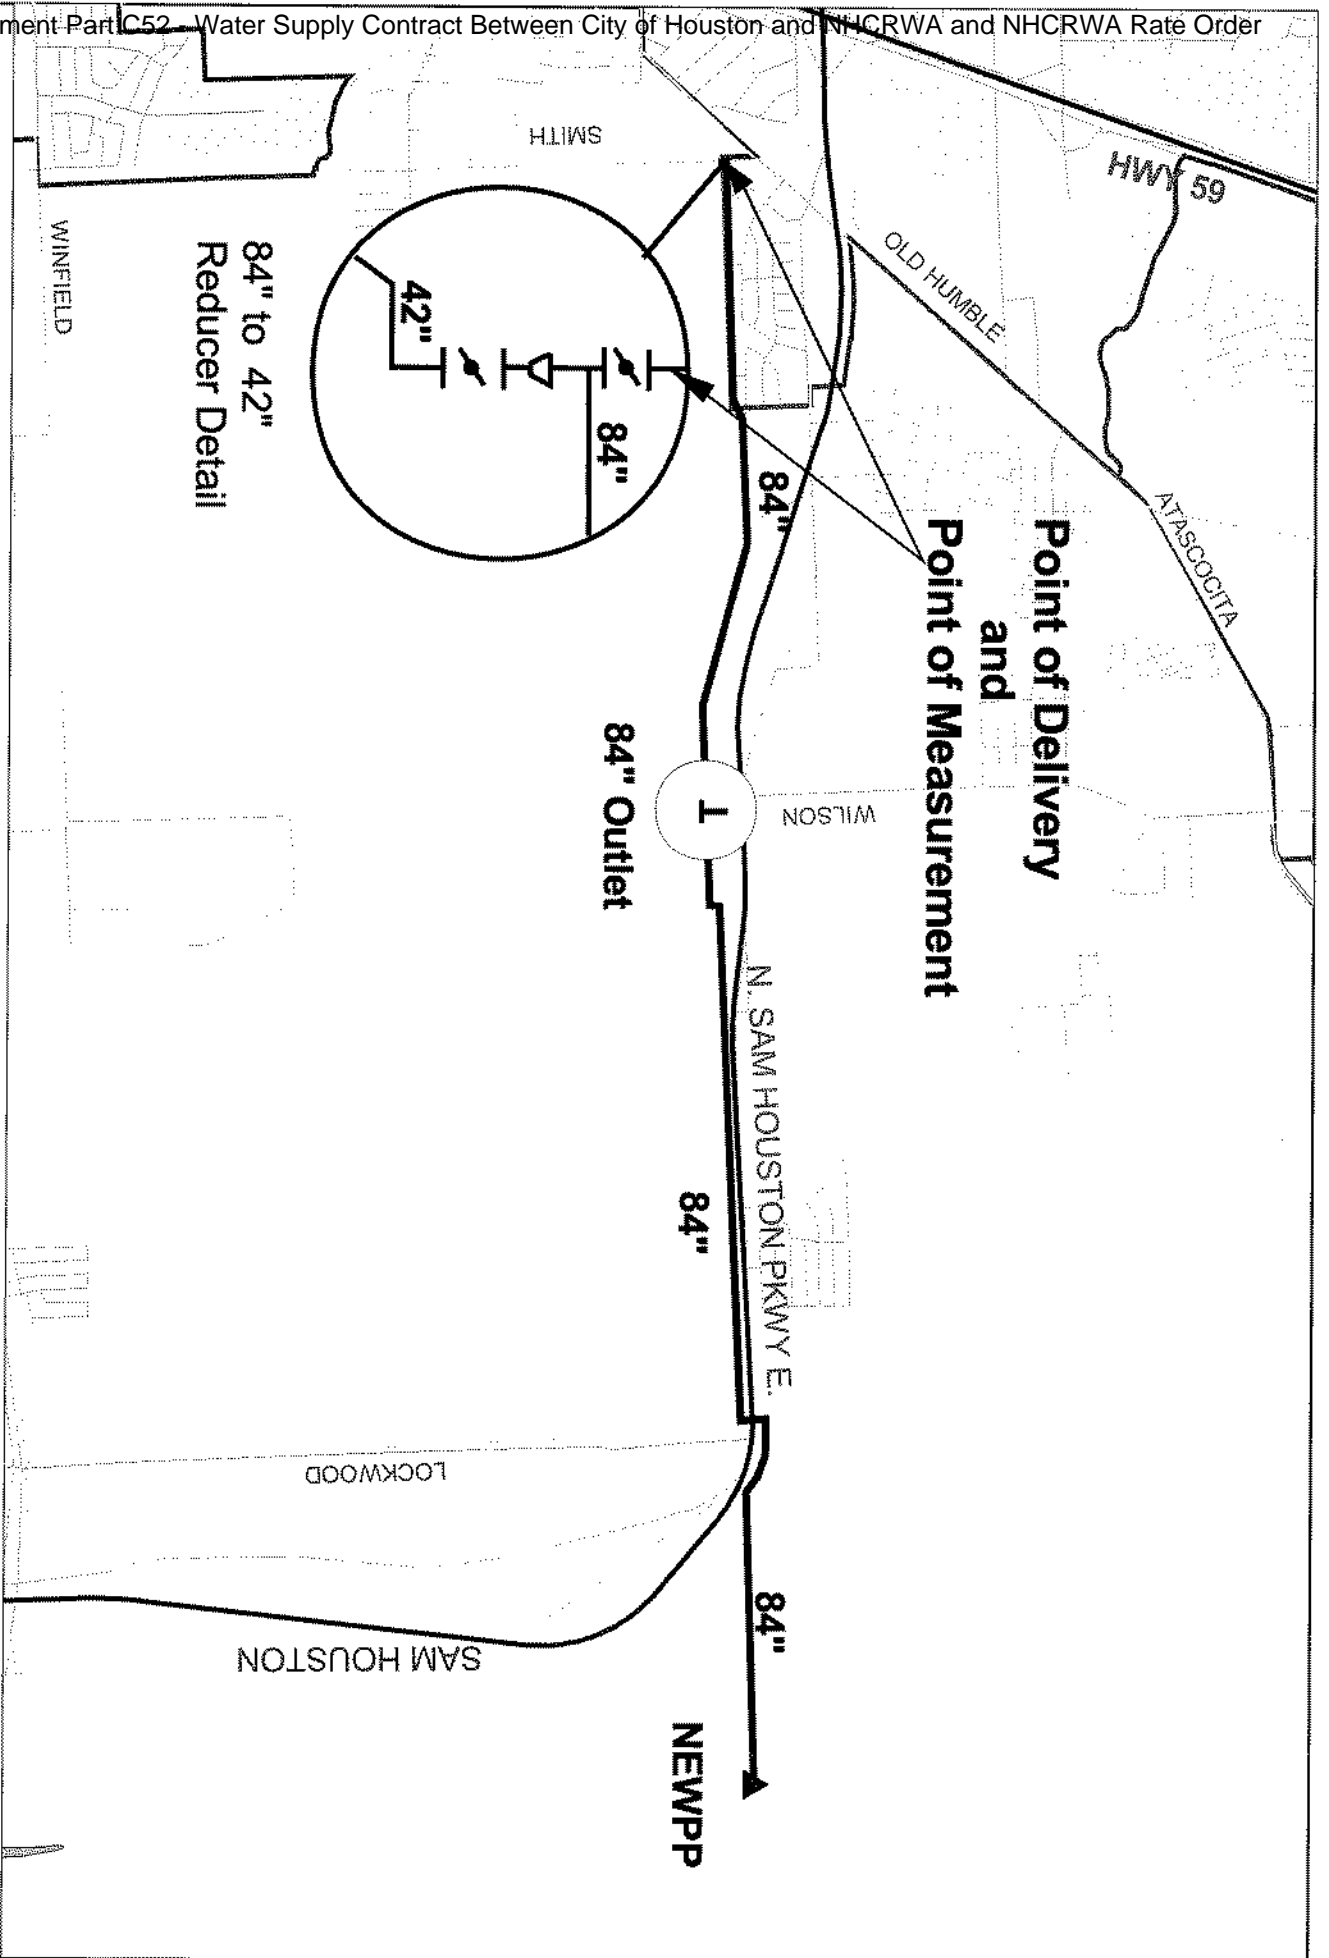 ment Part C52 - Water Supply Contract Between City of Houston and NHCRWA and NHCRWA Rate Order
HWY 59
SMITH
OLD HUMBLE
ATASCOCITA
WINFIELD
84" to 42"
Reducer Detail
42"
84"
84"
Point of Delivery
and
Point of Measurement
84" Outlet
T
WILSON
N. SAM HOUSTON PKWY E.
84"
LOCKWOOD
SAM HOUSTON
84"
NEWPP